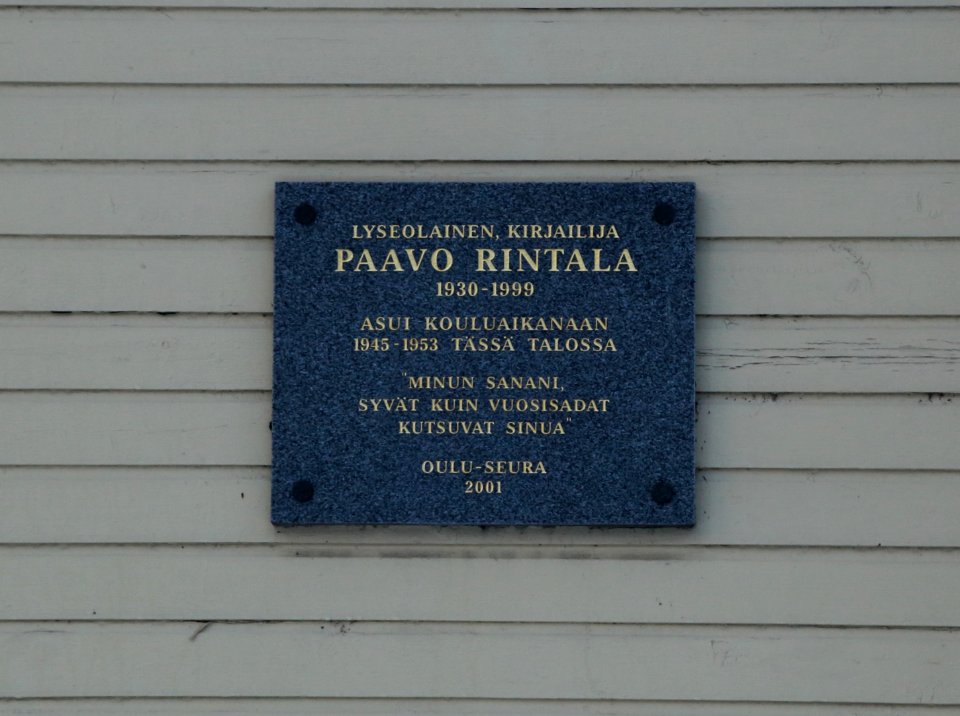 LYSEOLAINEN, KIRJAILIJA
PAAVO RINTALA
1930-1999
ASUI KOULUAIKANAAN
1945-1953 TÄSSÄ TALOSSA
"MINUN SANANI,
SYVÄT KUIN VUOSISADAT
KUTSUVAT SINUA"
OULU-SEURA
2001